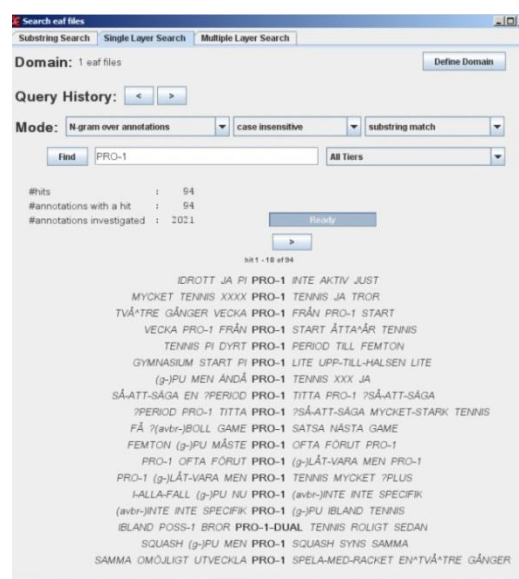 Search eaf files
Substring Search Single Layer Search Multiple Layer Search
Domain: 1 eaf files Define Domain
Query History: < >
Mode: N-gram over annotations case insensitive substring match
Find PRO-1 All Tiers
#hits : 94
#annotations with a hit : 94
#annotations investigated : 2021 Ready
>
hit 1 - 18 of 94
IDROTT JA PI PRO-1 INTE AKTIV JUST
MYCKET TENNIS XXXX PRO-1 TENNIS JA TROR
TVÅ^TRE GÅNGER VECKA PRO-1 FRÅN PRO-1 START
VECKA PRO-1 FRÅN PRO-1 START ÅTTA^ÅR TENNIS
TENNIS PI DYRT PRO-1 PERIOD TILL FEMTON
GYMNASIUM START PI PRO-1 LITE UPP-TILL-HALSEN LITE
(g-)PU MEN ÄNDÅ PRO-1 TENNIS XXX JA
SÅ-ATT-SÄGA EN ?PERIOD PRO-1 TITTA PRO-1 ?SÅ-ATT-SÄGA
?PERIOD PRO-1 TITTA PRO-1 ?SÅ-ATT-SÄGA MYCKET-STARK TENNIS
FÅ ?(avbr-)BOLL GAME PRO-1 SATSA NÄSTA GAME
FEMTON (g-)PU MÅSTE PRO-1 OFTA FÖRUT PRO-1
PRO-1 OFTA FÖRUT PRO-1 (g-)LÅT-VARA MEN PRO-1
PRO-1 (g-)LÅT-VARA MEN PRO-1 TENNIS MYCKET ?PLUS
I-ALLA-FALL (g-)PU NU PRO-1 (avbr-)INTE INTE SPECIFIK
(avbr-)INTE INTE SPECIFIK PRO-1 (g-)PU IBLAND TENNIS
IBLAND POSS-1 BROR PRO-1-DUAL TENNIS ROLIGT SEDAN
SQUASH (g-)PU MEN PRO-1 SQUASH SYNS SAMMA
SAMMA OMÖJLIGT UTVECKLA PRO-1 SPELA-MED-RACKET EN^TVÅ^TRE GÅNGER